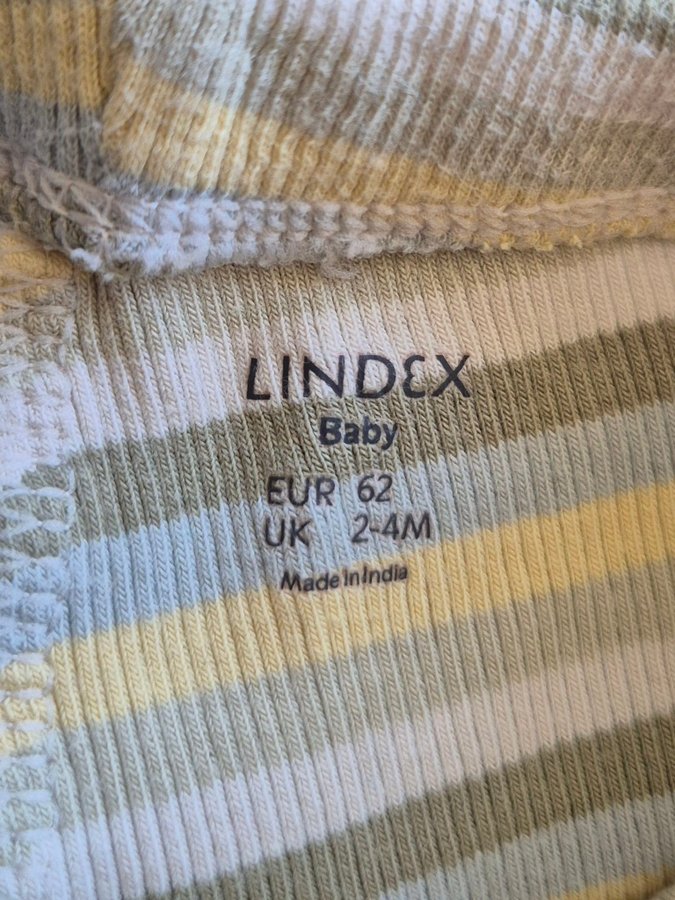 LINDEX
Baby
EUR 62
UK 2-4M
Made in India